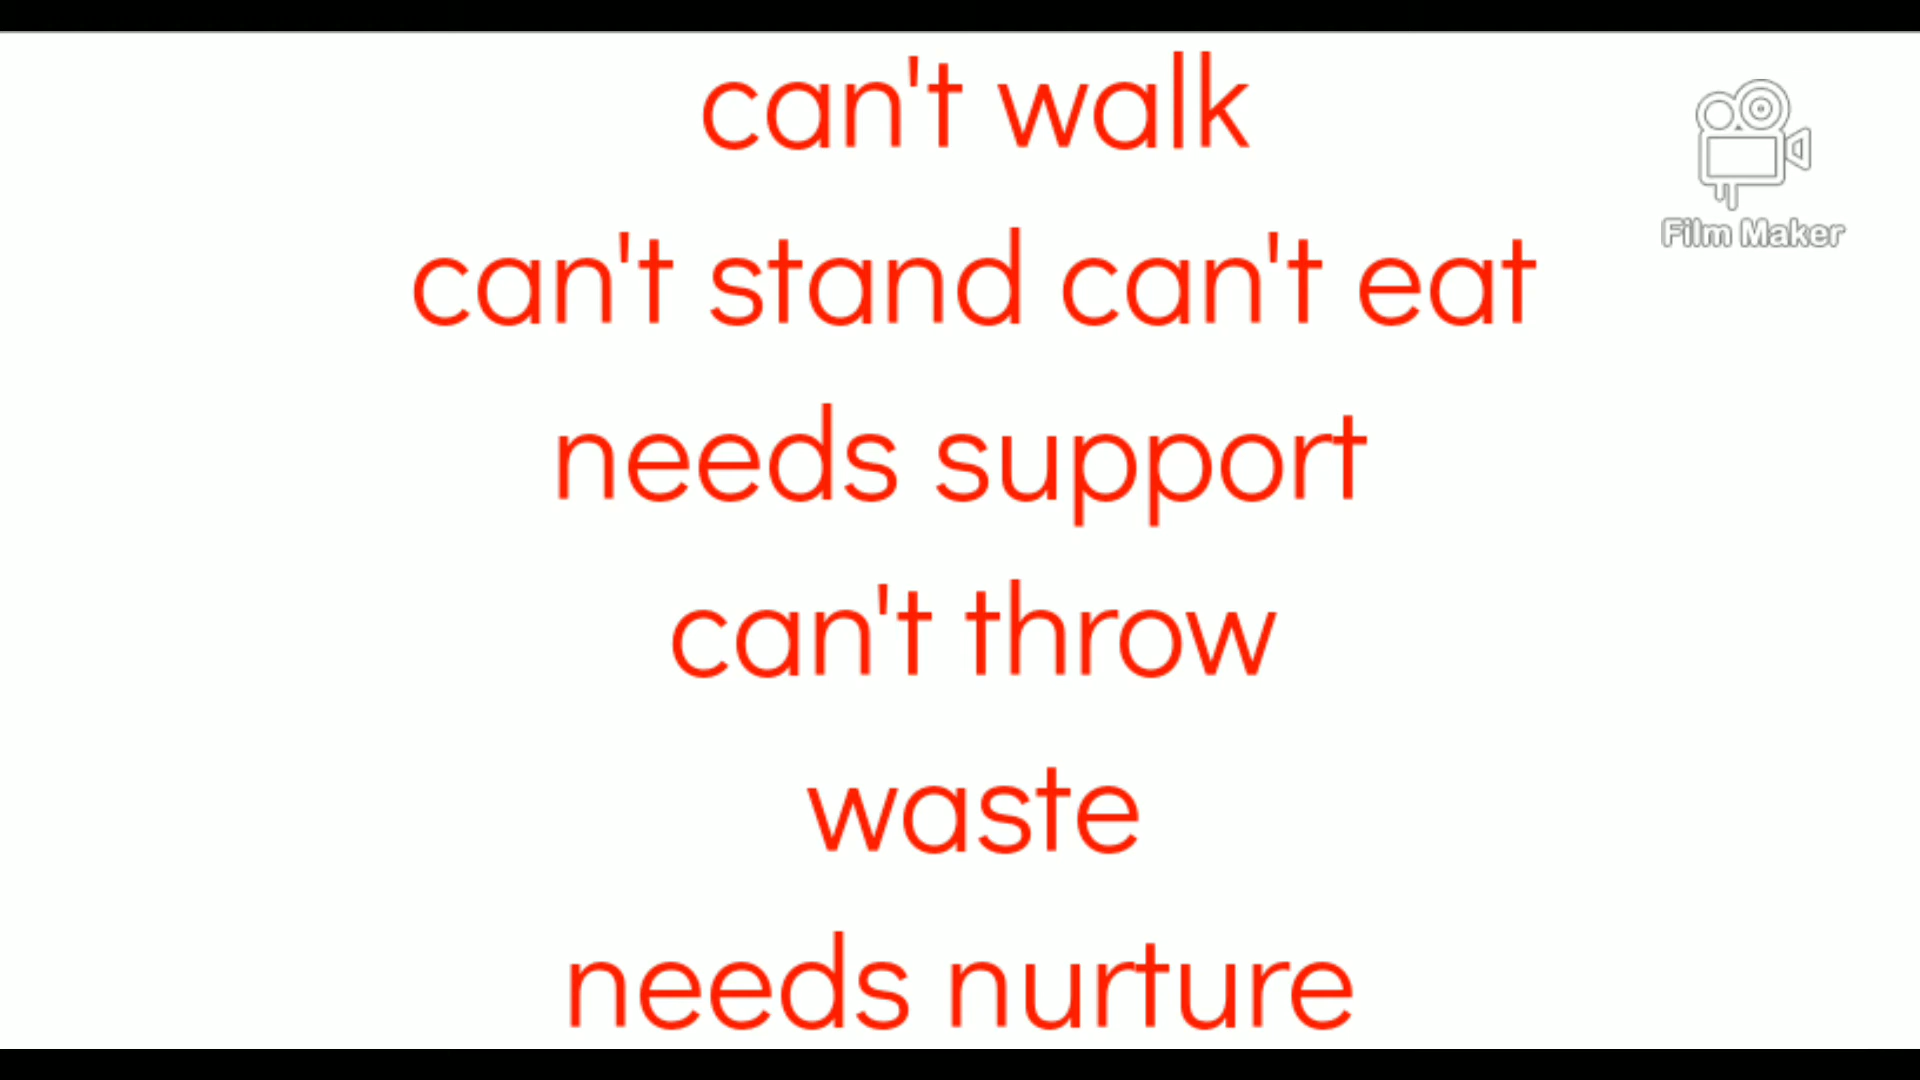 can't walk
Film Maker
can't stand can't eat
needs support
can't throw
waste
needs nurture